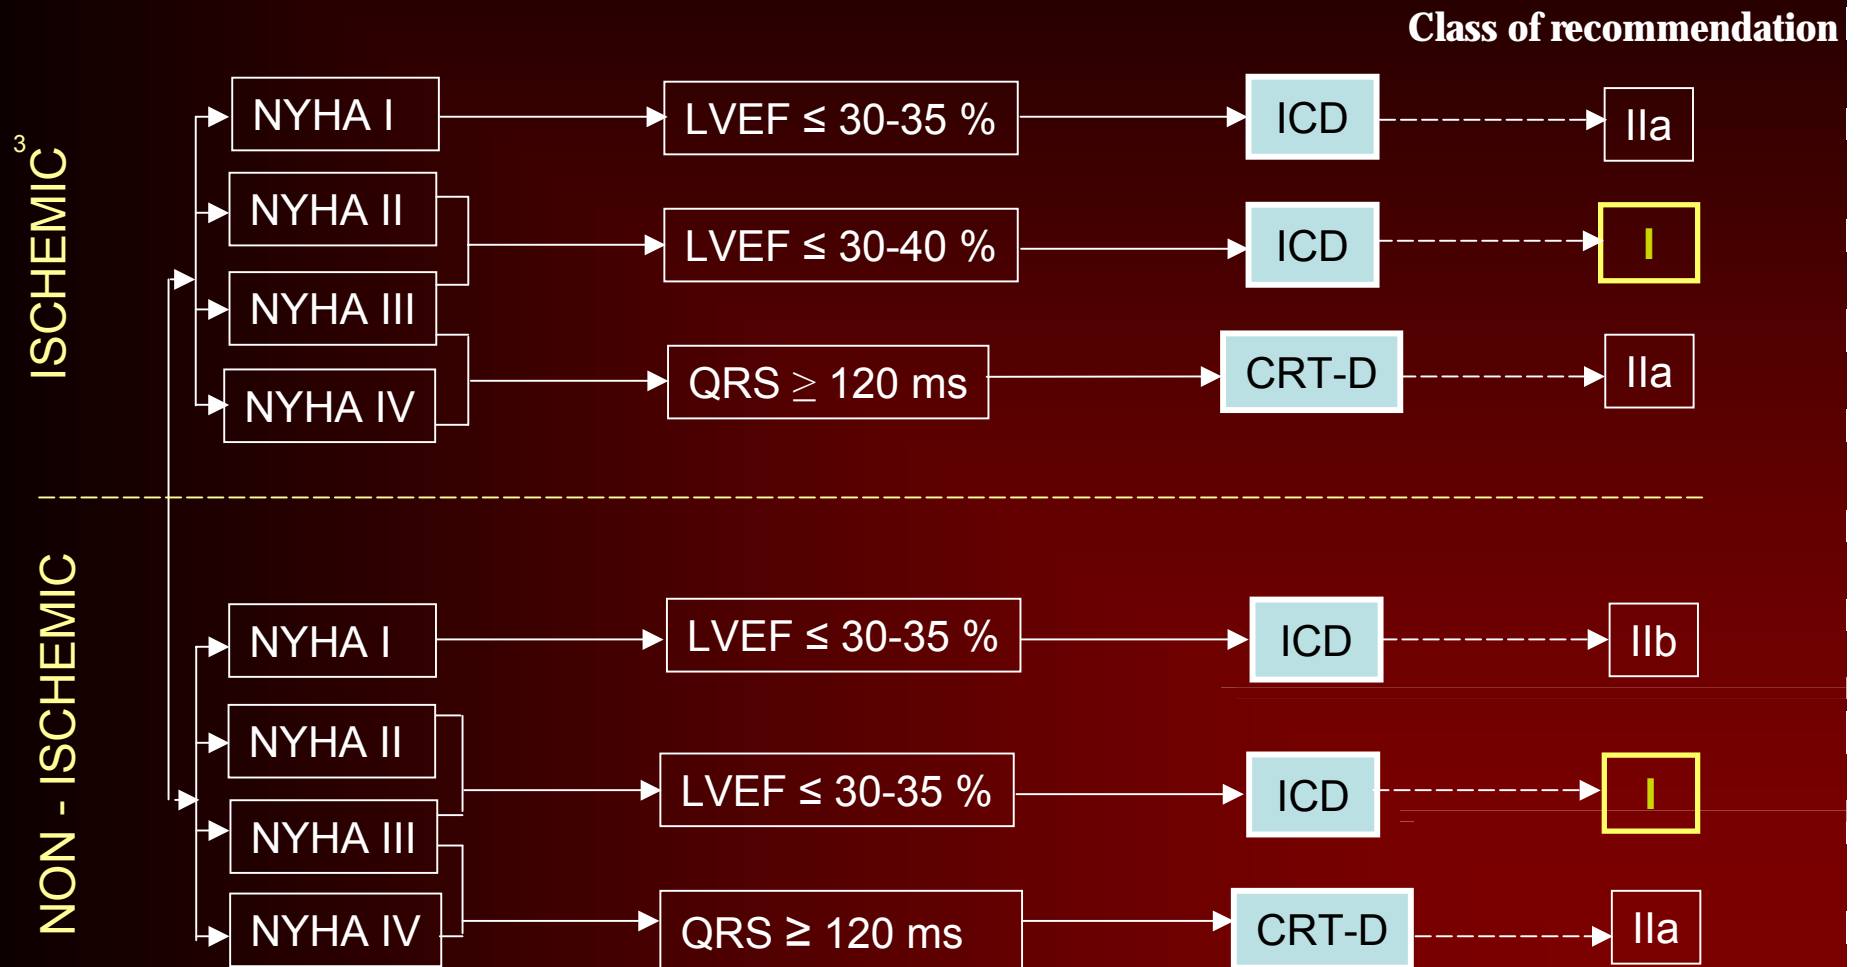 Class of recommendation
3
ISCHEMIC
NYHA I
LVEF ≤ 30-35 %
ICD
IIa
NYHA II
NYHA III
LVEF ≤ 30-40 %
ICD
I
NYHA IV
QRS ≥ 120 ms
CRT-D
IIa
NON - ISCHEMIC
NYHA I
LVEF ≤ 30-35 %
ICD
IIb
NYHA II
NYHA III
LVEF ≤ 30-35 %
ICD
I
NYHA IV
QRS ≥ 120 ms
CRT-D
IIa